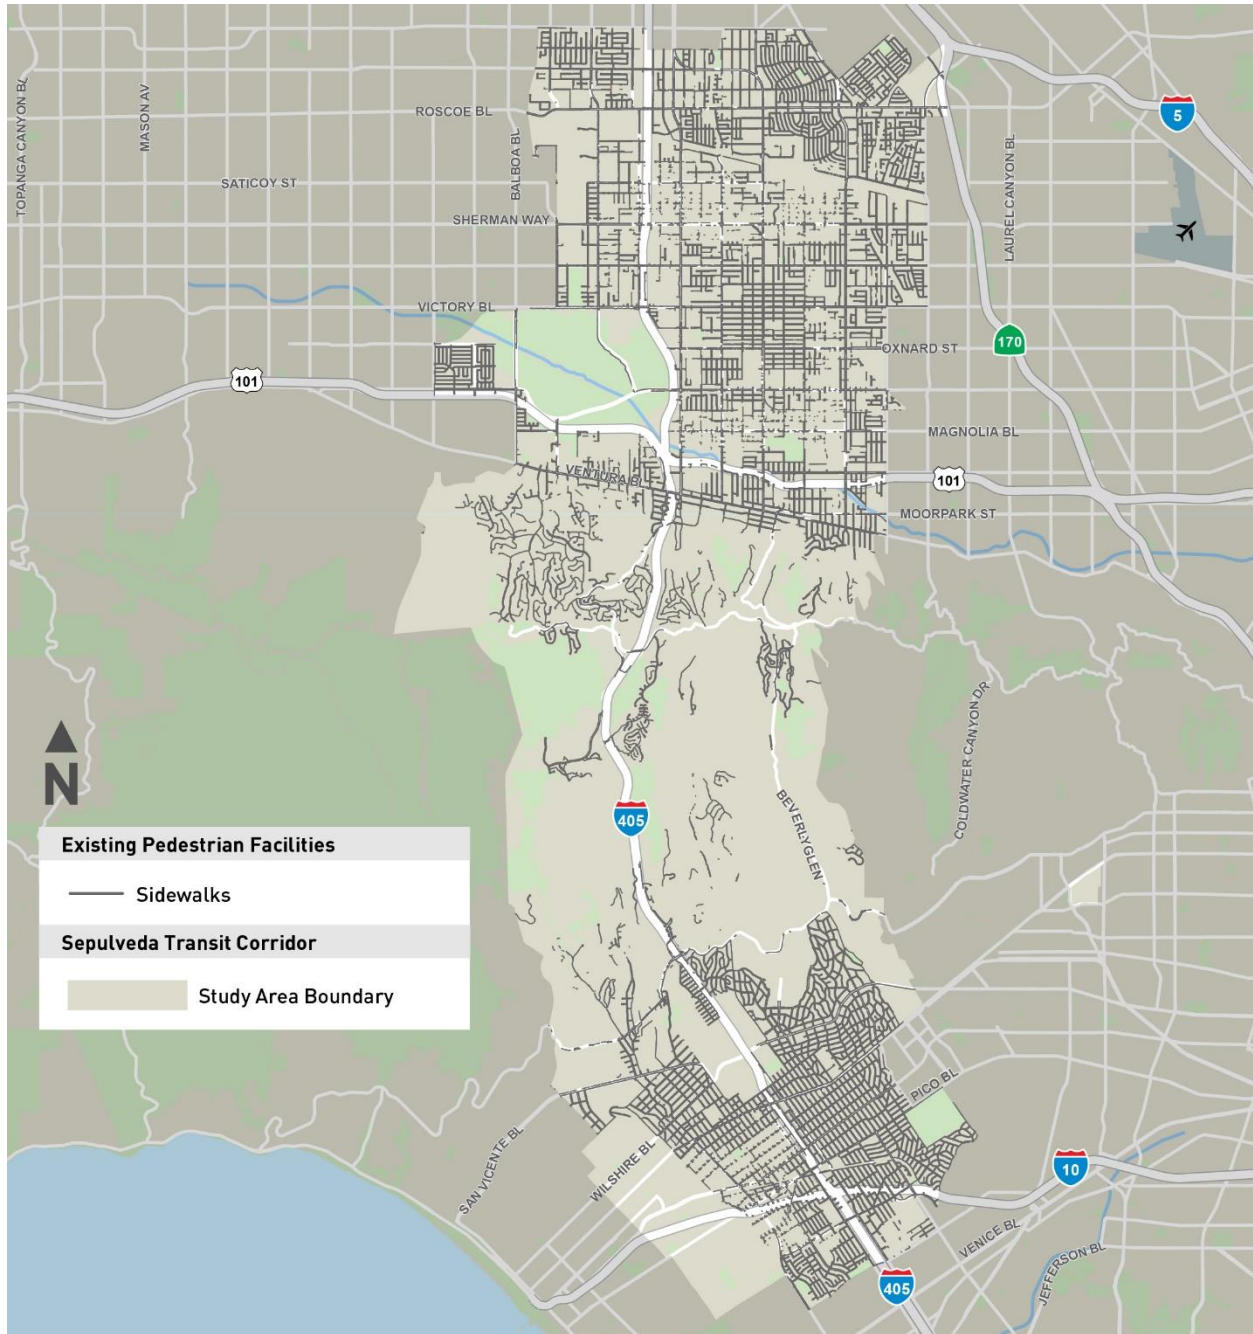 TOPANGA CANYON BL
MASON AV
ROSCOE BL
BALBOA BL
SATICOY ST
SHERMAN WAY
LAUREL CANYON BL
5
VICTORY BL
OXNARD ST
170
101
MAGNOLIA BL
VENTURA BL
101
MOORPARK ST
COLDWATER CANYON DR
N
405
BEVERLYGLEN
Existing Pedestrian Facilities
Sidewalks
Sepulveda Transit Corridor
Study Area Boundary
PICO BL
SAN VICENTE BL
WILSHIRE BL
10
VENICE BL
JEFFERSON BL
405